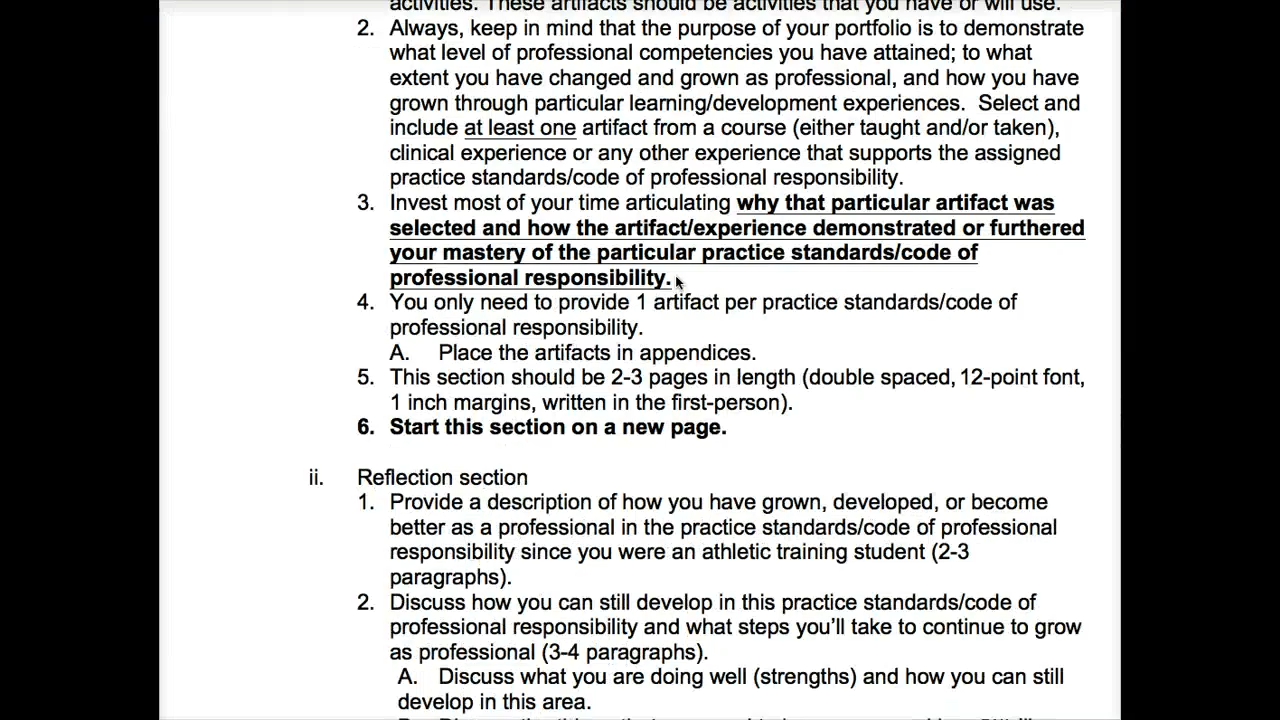 activities. These artifacts should be activities that you have or will use.
2. Always, keep in mind that the purpose of your portfolio is to demonstrate
what level of professional competencies you have attained; to what
extent you have changed and grown as professional, and how you have
grown through particular learning/development experiences.  Select and
include at least one artifact from a course (either taught and/or taken),
clinical experience or any other experience that supports the assigned
practice standards/code of professional responsibility.
3. Invest most of your time articulating why that particular artifact was
selected and how the artifact/experience demonstrated or furthered
your mastery of the particular practice standards/code of
professional responsibility.
4. You only need to provide 1 artifact per practice standards/code of
professional responsibility.
A. Place the artifacts in appendices.
5. This section should be 2-3 pages in length (double spaced, 12-point font,
1 inch margins, written in the first-person).
6. Start this section on a new page.
ii. Reflection section
1. Provide a description of how you have grown, developed, or become
better as a professional in the practice standards/code of professional
responsibility since you were an athletic training student (2-3
paragraphs).
2. Discuss how you can still develop in this practice standards/code of
professional responsibility and what steps you’ll take to continue to grow
as professional (3-4 paragraphs).
A. Discuss what you are doing well (strengths) and how you can still
develop in this area.